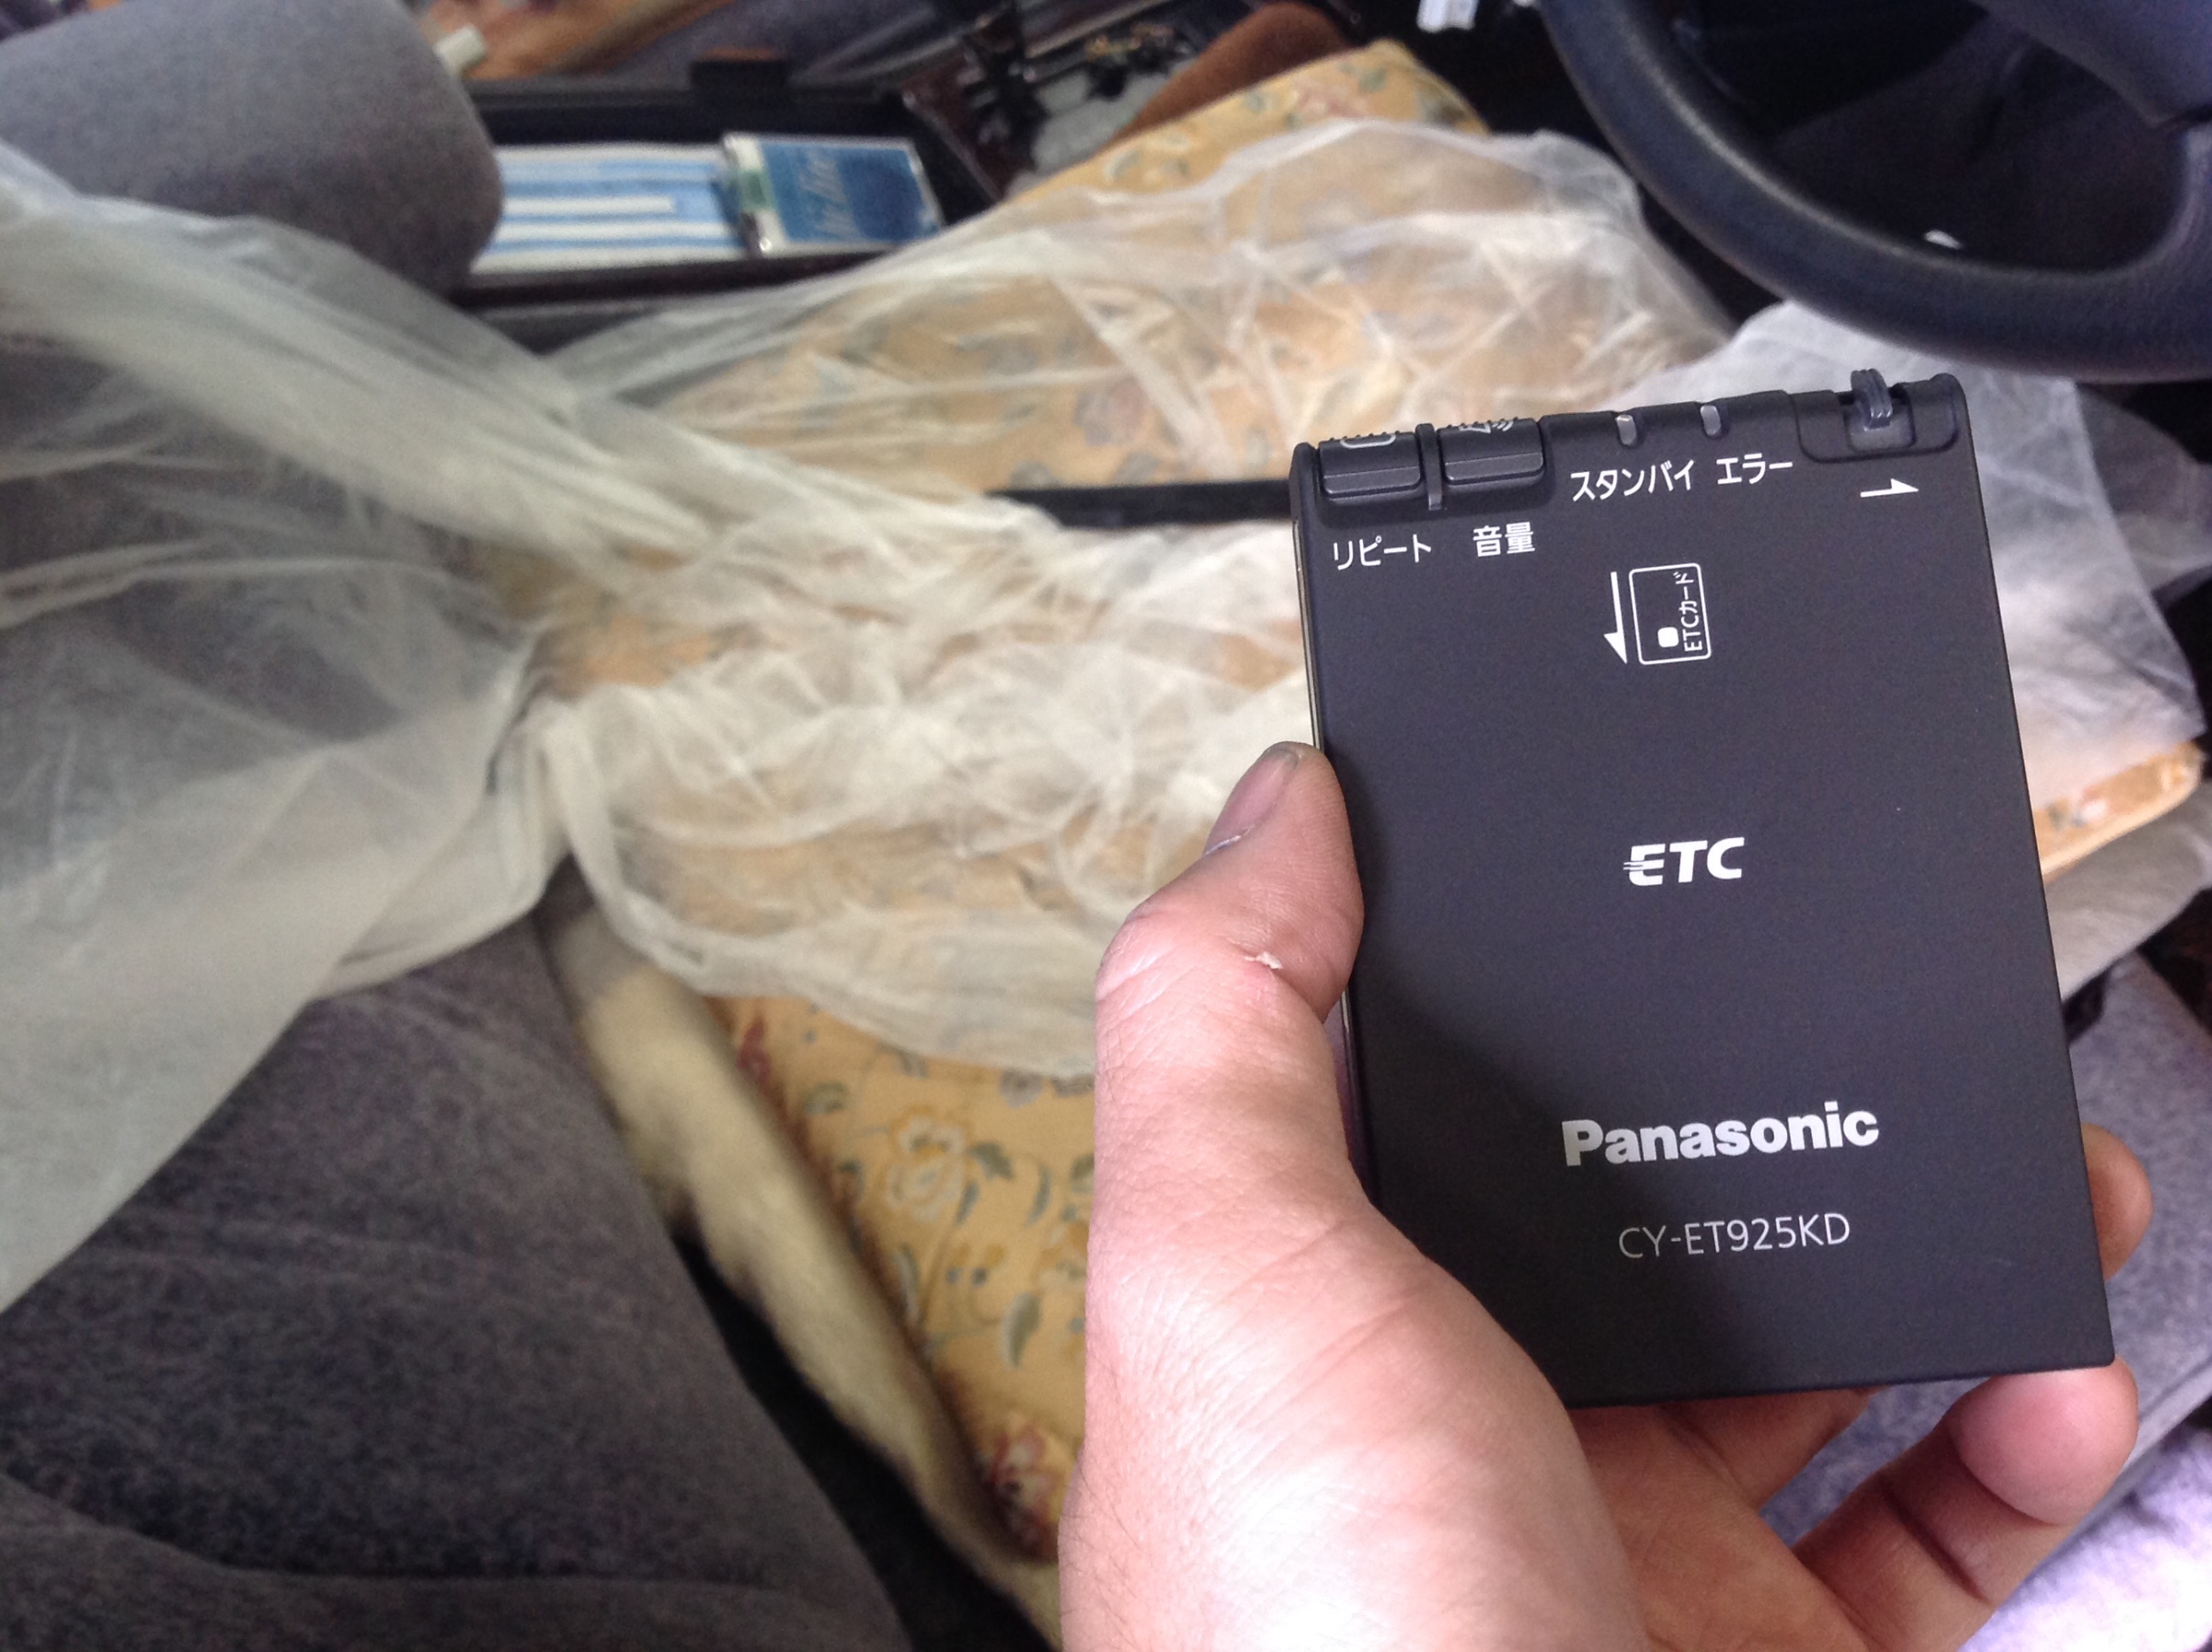 スタンバイ エラー
リピート 音量
ETCカード
ETC
Panasonic
CY-ET925KD